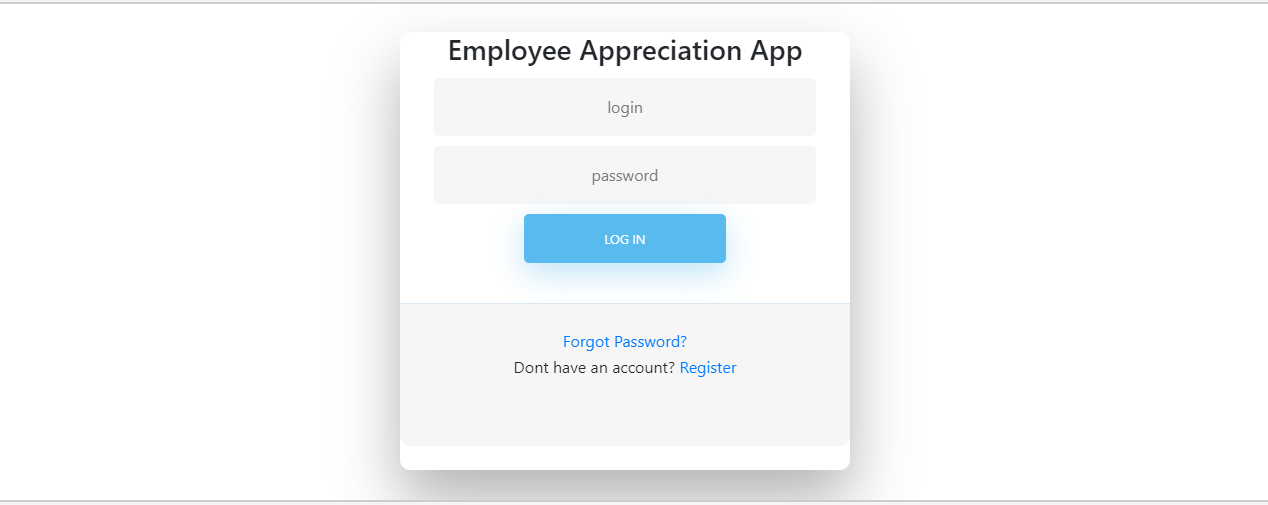 Employee Appreciation App
login
password
LOG IN
Forgot Password?
Dont have an account? Register